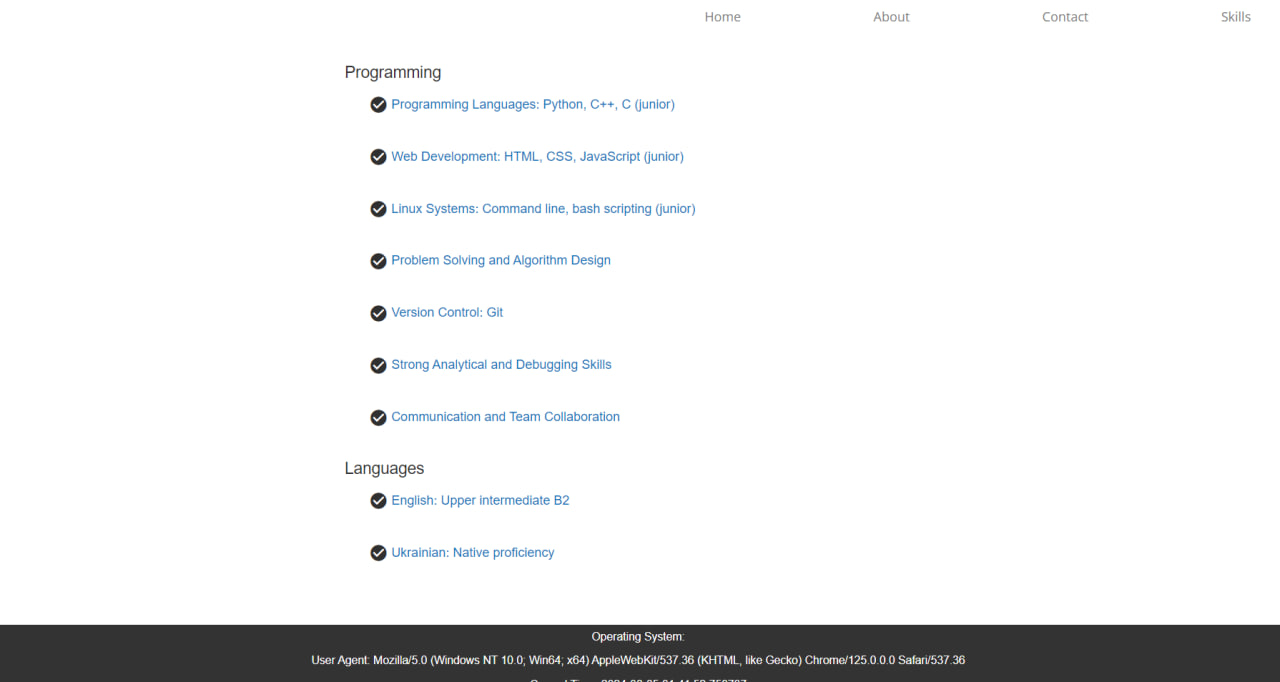 Home About Contact Skills
Programming
Programming Languages: Python, C++, C (junior)
Web Development: HTML, CSS, JavaScript (junior)
Linux Systems: Command line, bash scripting (junior)
Problem Solving and Algorithm Design
Version Control: Git
Strong Analytical and Debugging Skills
Communication and Team Collaboration
Languages
English: Upper intermediate B2
Ukrainian: Native proficiency
Operating System:
User Agent: Mozilla/5.0 (Windows NT 10.0; Win64; x64) AppleWebKit/537.36 (KHTML, like Gecko) Chrome/125.0.0.0 Safari/537.36